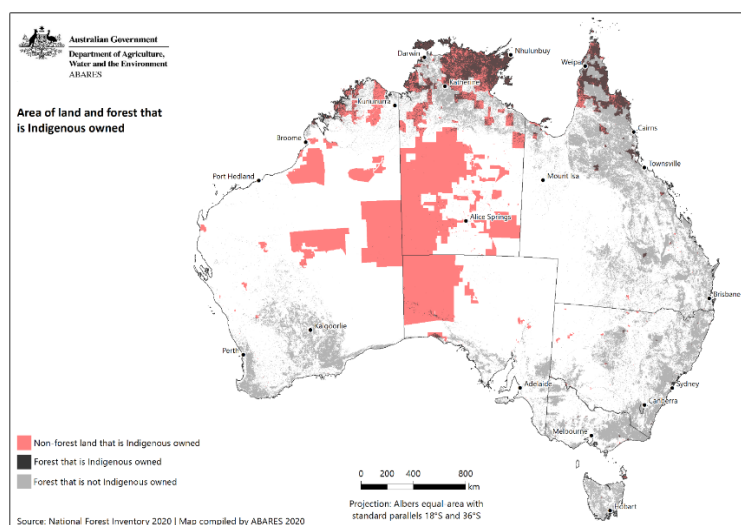 Australian Government
Department of Agriculture,
Water and the Environment
ABARES
Area of land and forest that
is Indigenous owned
Darwin
Nhulunbuy
Katherine
Weipa
Kununurra
Cairns
Broome
Townsville
Port Hedland
Mount Isa
Alice Springs
Brisbane
Kalgoorlie
Perth
Adelaide
Sydney
Canberra
Melbourne
Hobart
Non-forest land that is Indigenous owned
Forest that is Indigenous owned
Forest that is not Indigenous owned
0 200 400 800
km
Projection: Albers equal-area with
standard parallels 18°S and 36°S
Source: National Forest Inventory 2020 | Map compiled by ABARES 2020